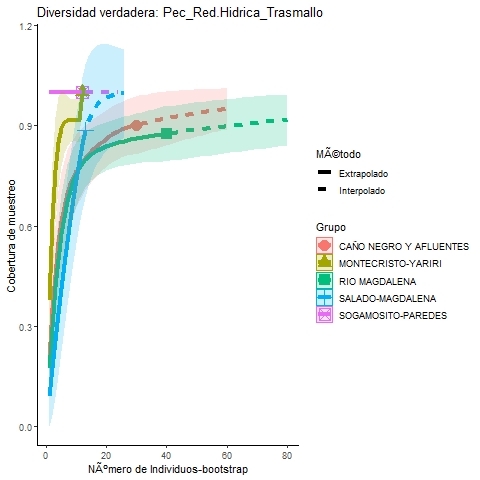 Diversidad verdadera: Pec_Red.Hidrica_Trasmallo
1.2
0.9
0.6
0.3
0.0
0
20
40
60
80
Cobertura de muestreo
NÃºmero de Individuos-bootstrap
MÃ©todo
Extrapolado
Interpolado
Grupo
CAÑO NEGRO Y AFLUENTES
MONTECRISTO-YARIRI
RIO MAGDALENA
SALADO-MAGDALENA
SOGAMOSITO-PAREDES